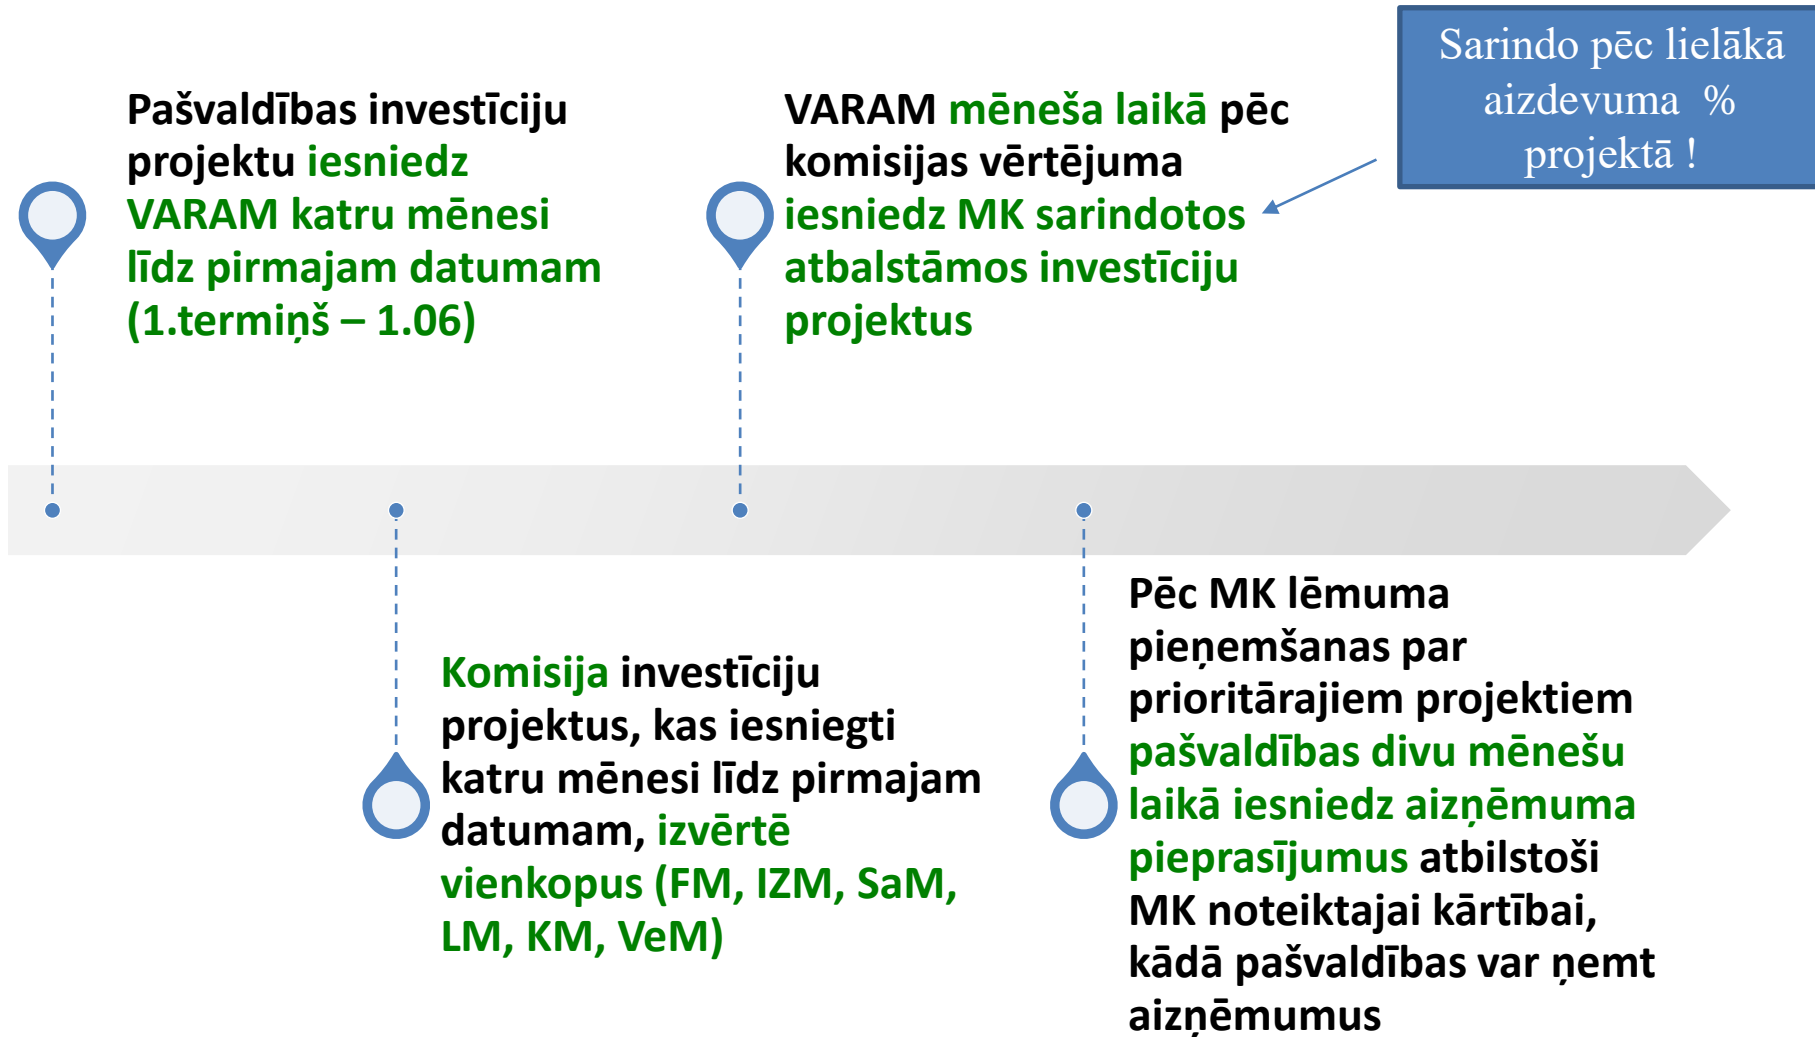 Pašvaldības investīciju
projektu iesniedz
VARAM katru mēnesi
līdz pirmajam datumam
(1.termiņš – 1.06)
Komisija investīciju
projektus, kas iesniegti
katru mēnesi līdz pirmajam
datumam, izvērtē
vienkopus (FM, IZM, SaM,
LM, KM, VeM)
VARAM mēneša laikā pēc
komisijas vērtējuma
iesniedz MK sarindotos
atbalstāmos investīciju
projektus
Sarindo pēc lielākā
aizdevuma %
projektā !
Pēc MK lēmuma
pieņemšanas par
prioritārajiem projektiem
pašvaldības divu mēnešu
laikā iesniedz aizņēmuma
pieprasījumus atbilstoši
MK noteiktajai kārtībai,
kādā pašvaldības var ņemt
aizņēmumus